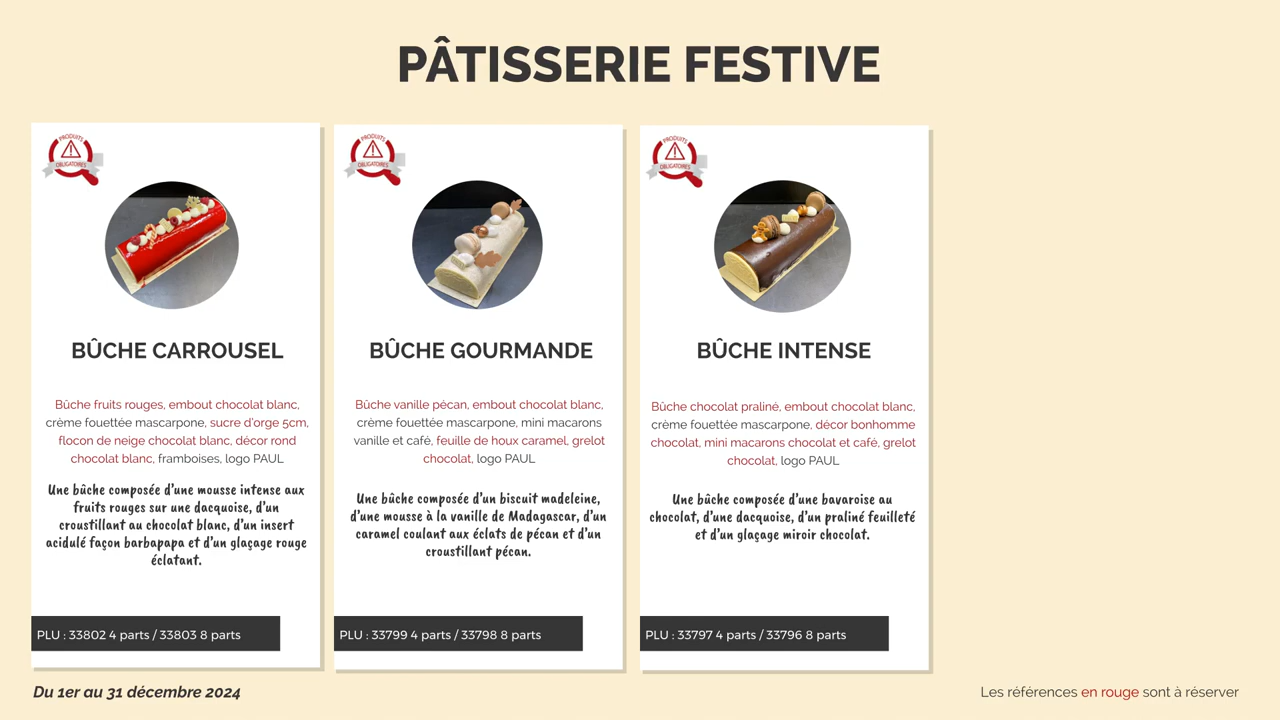 PÂTISSERIE FESTIVE
PRODUITS
OBLIGATOIRES
BÛCHE CARROUSEL
Bûche fruits rouges, embout chocolat blanc,
crème fouettée mascarpone, sucre d'orge 5cm,
flocon de neige chocolat blanc, décor rond
chocolat blanc, framboises, logo PAUL
Une bûche composée d'une mousse intense aux
fruits rouges sur une dacquoise, d'un
croustillant au chocolat blanc, d'un insert
acidulé façon barbapapa et d'un glaçage rouge
éclatant.
PLU : 33802 4 parts / 33803 8 parts
PRODUITS
OBLIGATOIRES
BÛCHE GOURMANDE
Bûche vanille pécan, embout chocolat blanc,
crème fouettée mascarpone, mini macarons
vanille et café, feuille de houx caramel, grelot
chocolat, logo PAUL
Une bûche composée d'un biscuit madeleine,
d'une mousse à la vanille de Madagascar, d'un
caramel coulant aux éclats de pécan et d'un
croustillant pécan.
PLU : 33799 4 parts / 33798 8 parts
PRODUITS
OBLIGATOIRES
BÛCHE INTENSE
Bûche chocolat praliné, embout chocolat blanc,
crème fouettée mascarpone, décor bonhomme
chocolat, mini macarons chocolat et café, grelot
chocolat, logo PAUL
Une bûche composée d'une bavaroise au
chocolat, d'une dacquoise, d'un praliné feuilleté
et d'un glaçage miroir chocolat.
PLU : 33797 4 parts / 33796 8 parts
Du 1er au 31 décembre 2024
Les références en rouge sont à réserver